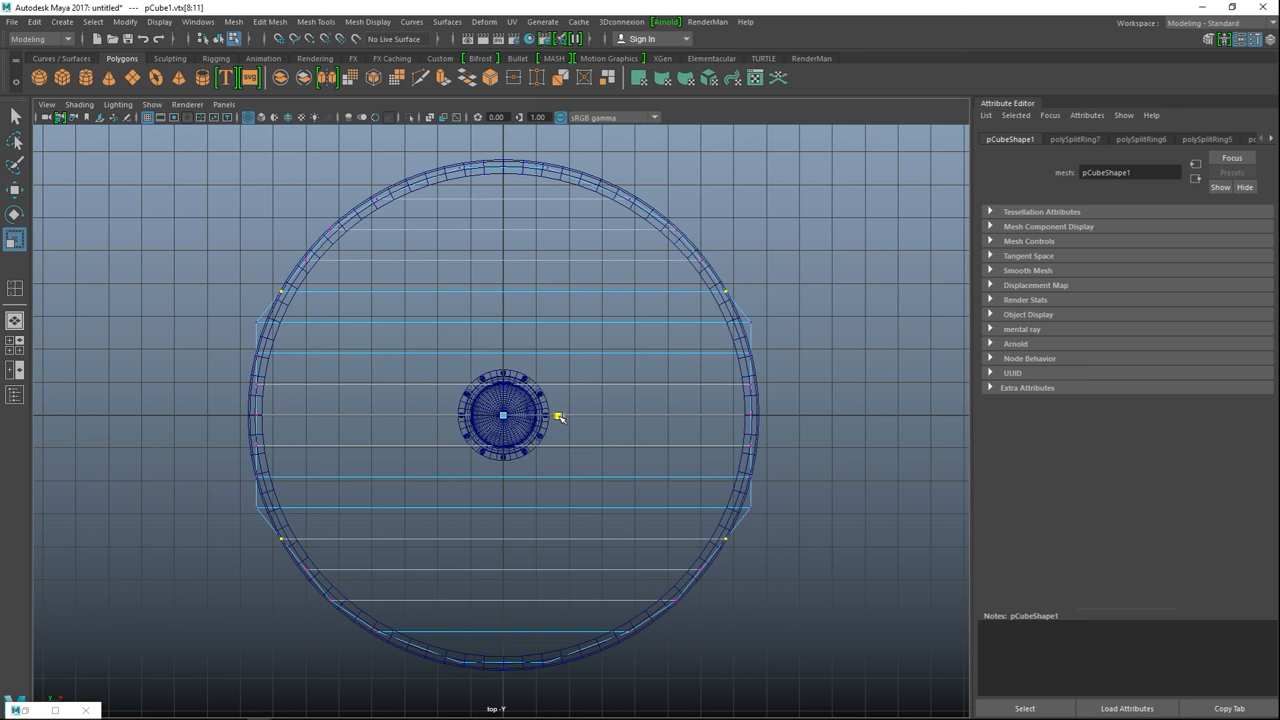 Autodesk Maya 2017: untitled* --- pCube1.vtx[8:11]
File Edit Create Select Modify Display Windows Mesh Edit Mesh Mesh Tools Mesh Display Curves Surfaces Deform UV Generate Cache 3Dconnexion Arnold RenderMan Help
Workspace : Modeling - Standard
Modeling No Live Surface Sign In
Curves / Surfaces Polygons Sculpting Rigging Animation Rendering FX FX Caching Custom Bifrost Bullet MASH Motion Graphics XGen Elementacular TURTLE RenderMan
T svg
View Shading Lighting Show Renderer Panels
0.00 1.00 sRGB gamma
top -Y
Attribute Editor
List Selected Focus Attributes Show Help
pCubeShape1 polySplitRing7 polySplitRing6 polySplitRing5
Focus
mesh: pCubeShape1 Presets
Show Hide
Tessellation Attributes
Mesh Component Display
Mesh Controls
Tangent Space
Smooth Mesh
Displacement Map
Render Stats
Object Display
mental ray
Arnold
Node Behavior
UUID
Extra Attributes
Notes: pCubeShape1
Select Load Attributes Copy Tab